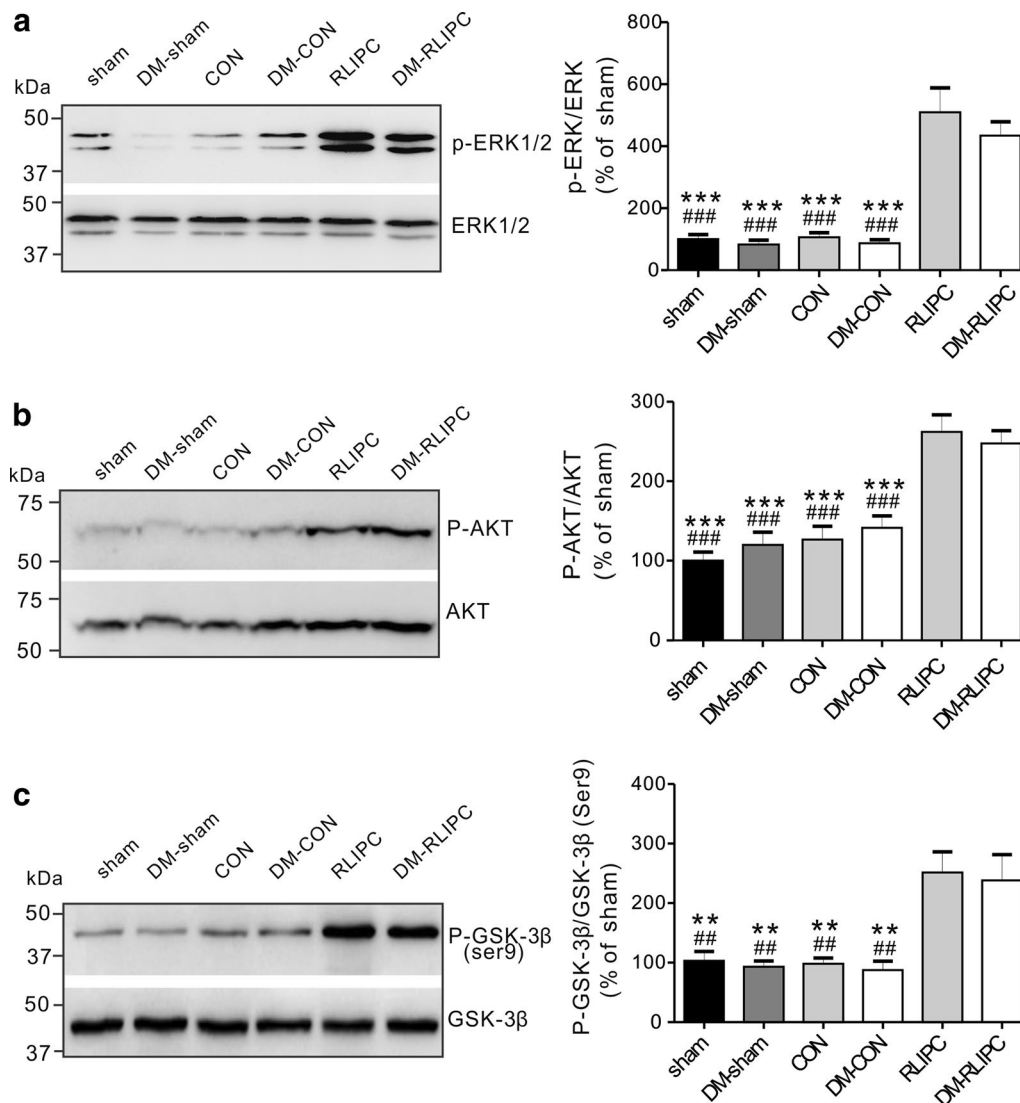 a
sham DM-sham CON DM-CON RLIPC DM-RLIPC
kDa
50
37
p-ERK1/2
50
37
ERK1/2
p-ERK/ERK
(% of sham)
800
600
400
200
0
*** *** *** ***
### ### ### ###
sham DM-sham CON DM-CON RLIPC DM-RLIPC
b
sham DM-sham CON DM-CON RLIPC DM-RLIPC
kDa
75
50
P-AKT
75
50
AKT
P-AKT/AKT
(% of sham)
300
200
100
0
*** *** *** ***
### ### ### ###
sham DM-sham CON DM-CON RLIPC DM-RLIPC
c
sham DM-sham CON DM-CON RLIPC DM-RLIPC
kDa
50
37
P-GSK-3β
(ser9)
50
37
GSK-3β
P-GSK-3β/GSK-3β (Ser9)
(% of sham)
400
300
200
100
0
** ** ** **
## ## ## ##
sham DM-sham CON DM-CON RLIPC DM-RLIPC